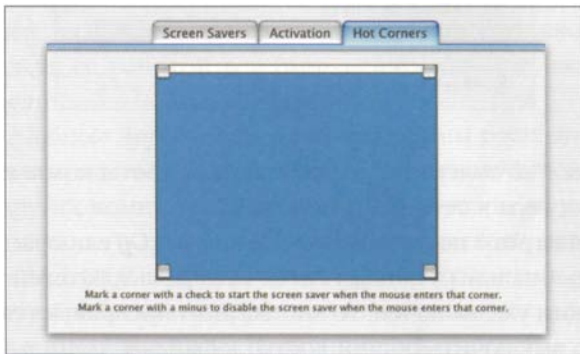 Screen Savers Activation Hot Corners
Mark a corner with a check to start the screen saver when the mouse enters that corner.
Mark a corner with a minus to disable the screen saver when the mouse enters that corner.